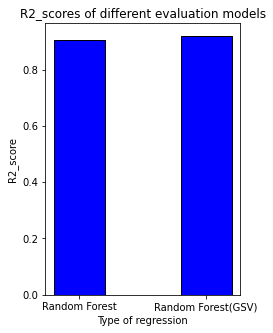 R2_scores of different evaluation models
R2_score
0.8
0.6
0.4
0.2
0.0
Random Forest
Random Forest(GSV)
Type of regression